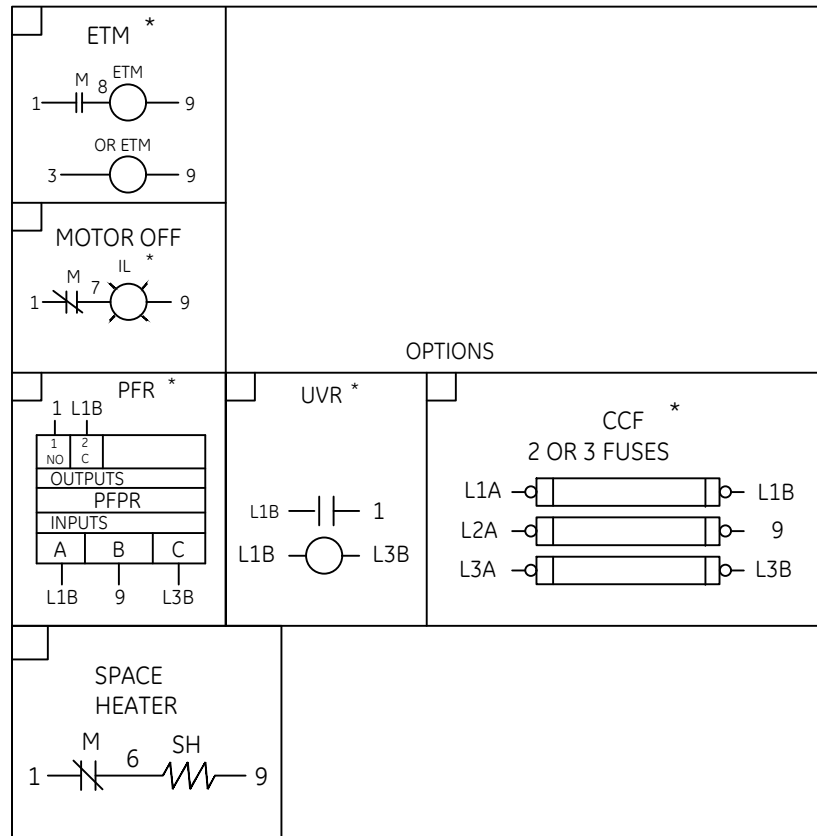 ETM *
M 8 ETM
1 9
OR ETM
3 9
MOTOR OFF
IL *
M 7
1 9
OPTIONS
PFR *
1 L1B
1 2
NO C
OUTPUTS
PFPR
INPUTS
A B C
L1B 9 L3B
UVR *
L1B 1
L1B L3B
CCF *
2 OR 3 FUSES
L1A L1B
L2A 9
L3A L3B
SPACE
HEATER
M 6 SH
1 9